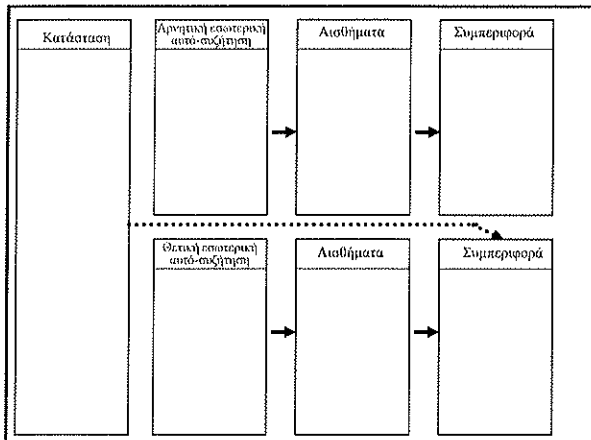 Κατάσταση
Αρνητική εσωτερική
αυτό-συζήτηση
Αισθήματα
Συμπεριφορά
Θετική εσωτερική
αυτό-συζήτηση
Αισθήματα
Συμπεριφορά